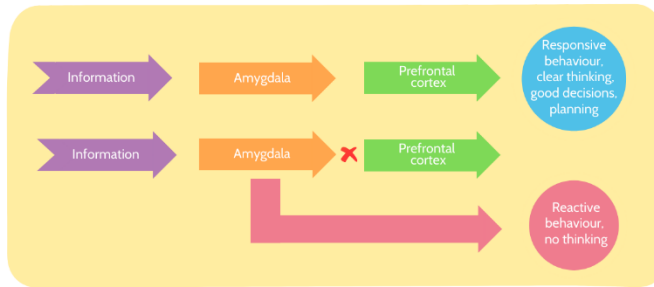 Information
Amygdala
Prefrontal
cortex
Responsive
behaviour,
clear thinking,
good decisions,
planning
Information
Amygdala
Prefrontal
cortex
Reactive
behaviour,
no thinking